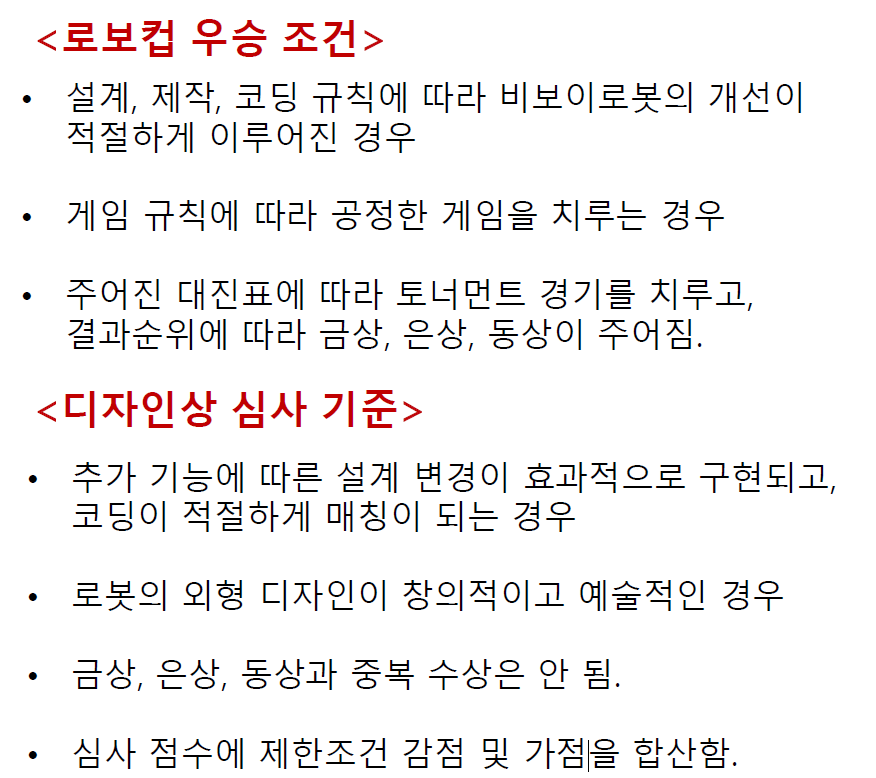 <로보컵 우승 조건>
• 설계, 제작, 코딩 규칙에 따라 비보이로봇의 개선이
적절하게 이루어진 경우
• 게임 규칙에 따라 공정한 게임을 치루는 경우
• 주어진 대진표에 따라 토너먼트 경기를 치루고,
결과순위에 따라 금상, 은상, 동상이 주어짐.
<디자인상 심사 기준>
• 추가 기능에 따른 설계 변경이 효과적으로 구현되고,
코딩이 적절하게 매칭이 되는 경우
• 로봇의 외형 디자인이 창의적이고 예술적인 경우
• 금상, 은상, 동상과 중복 수상은 안 됨.
• 심사 점수에 제한조건 감점 및 가점을 합산함.